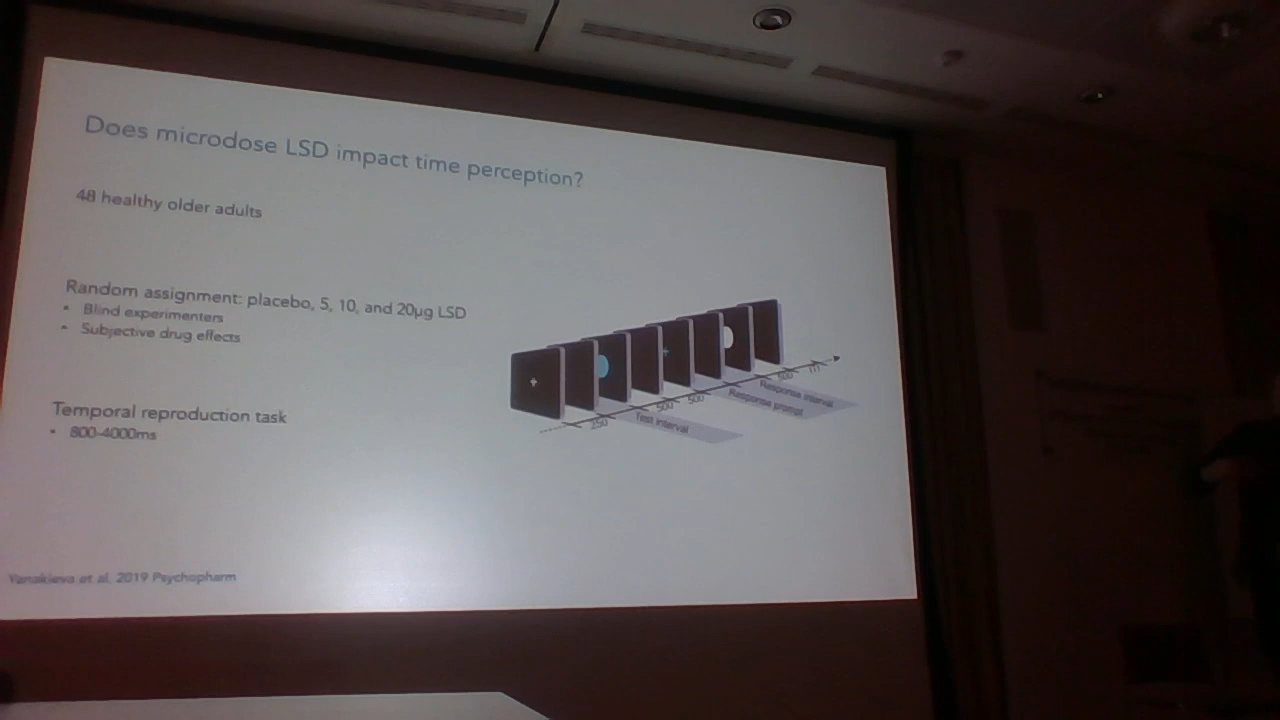 Does microdose LSD impact time perception?
48 healthy older adults
Random assignment: placebo, 5, 10, and 20µg LSD
• Blind experimenters
• Subjective drug effects
Temporal reproduction task
• 800-4000ms
250
Test interval
500
500
Response prompt
Response interval
500
ITI
Yanakieva et al. 2019 Psychopharm